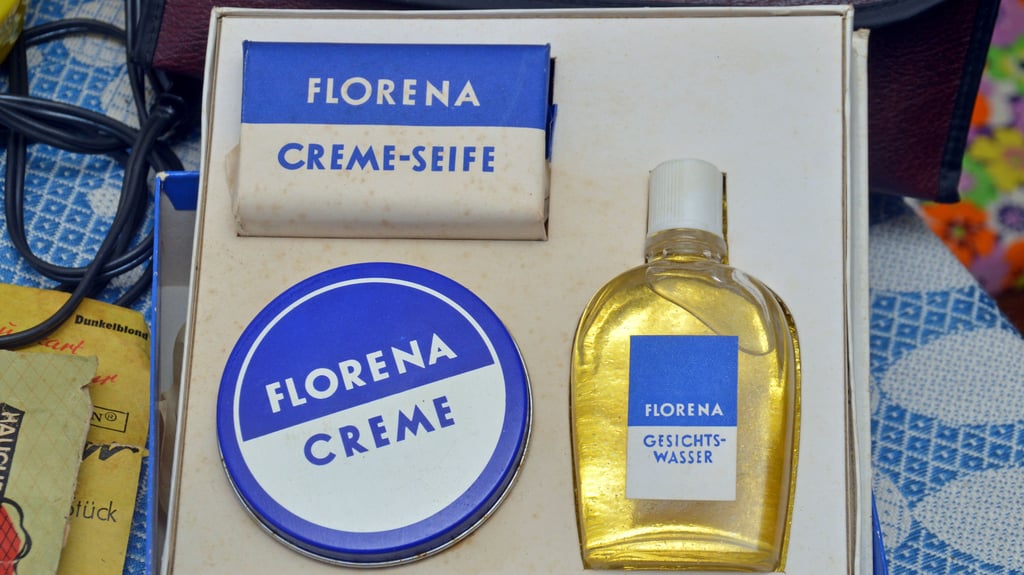 FLORENA
CREME-SEIFE
FLORENA
CREME
FLORENA
GESICHTS-
WASSER
Dunkelblond
Stück